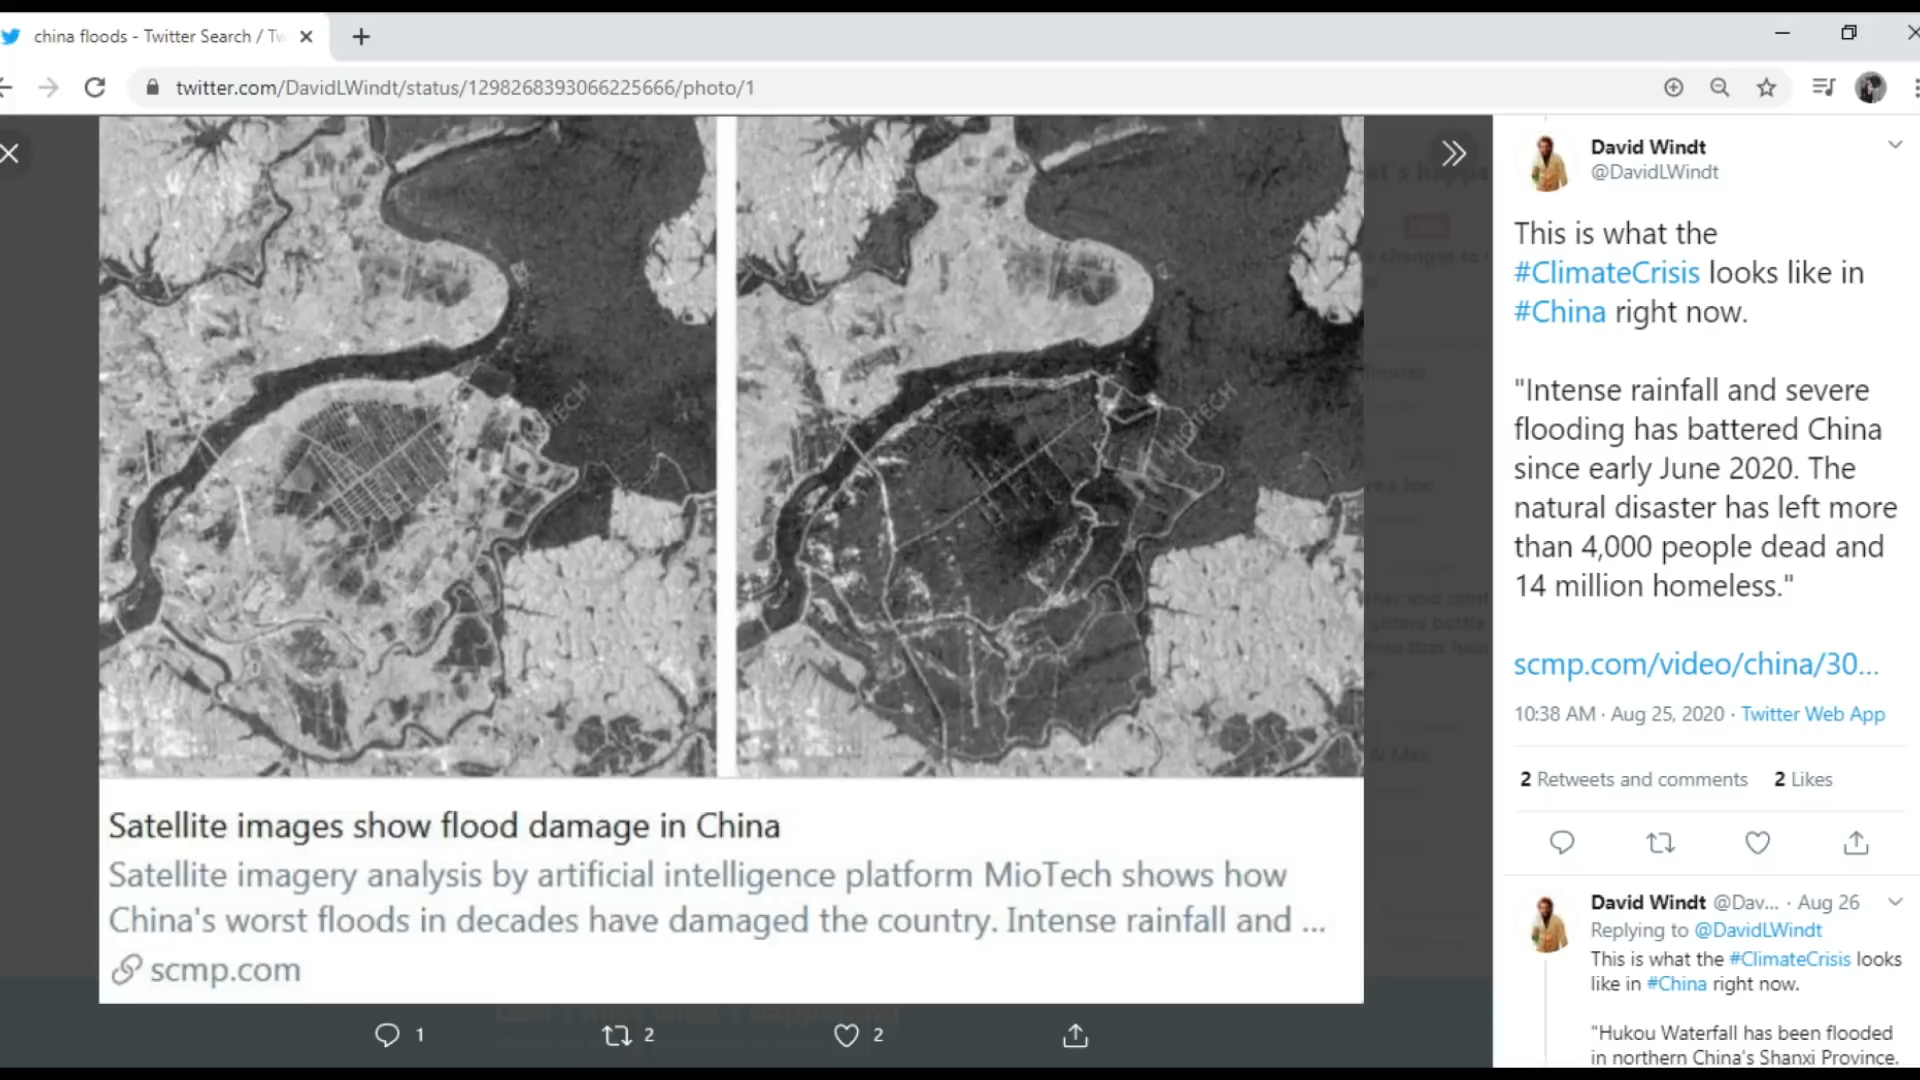 china floods - Twitter Search / Tw
twitter.com/DavidLWindt/status/1298268393066225666/photo/1
Satellite images show flood damage in China
Satellite imagery analysis by artificial intelligence platform MioTech shows how
China's worst floods in decades have damaged the country. Intense rainfall and ...
scmp.com
1
2
2
David Windt
@DavidLWindt
This is what the
#ClimateCrisis looks like in
#China right now.
"Intense rainfall and severe
flooding has battered China
since early June 2020. The
natural disaster has left more
than 4,000 people dead and
14 million homeless."
scmp.com/video/china/30...
10:38 AM · Aug 25, 2020 · Twitter Web App
2 Retweets and comments 2 Likes
David Windt @Dav... · Aug 26
Replying to @DavidLWindt
This is what the #ClimateCrisis looks
like in #China right now.
"Hukou Waterfall has been flooded
in northern China's Shanxi Province.